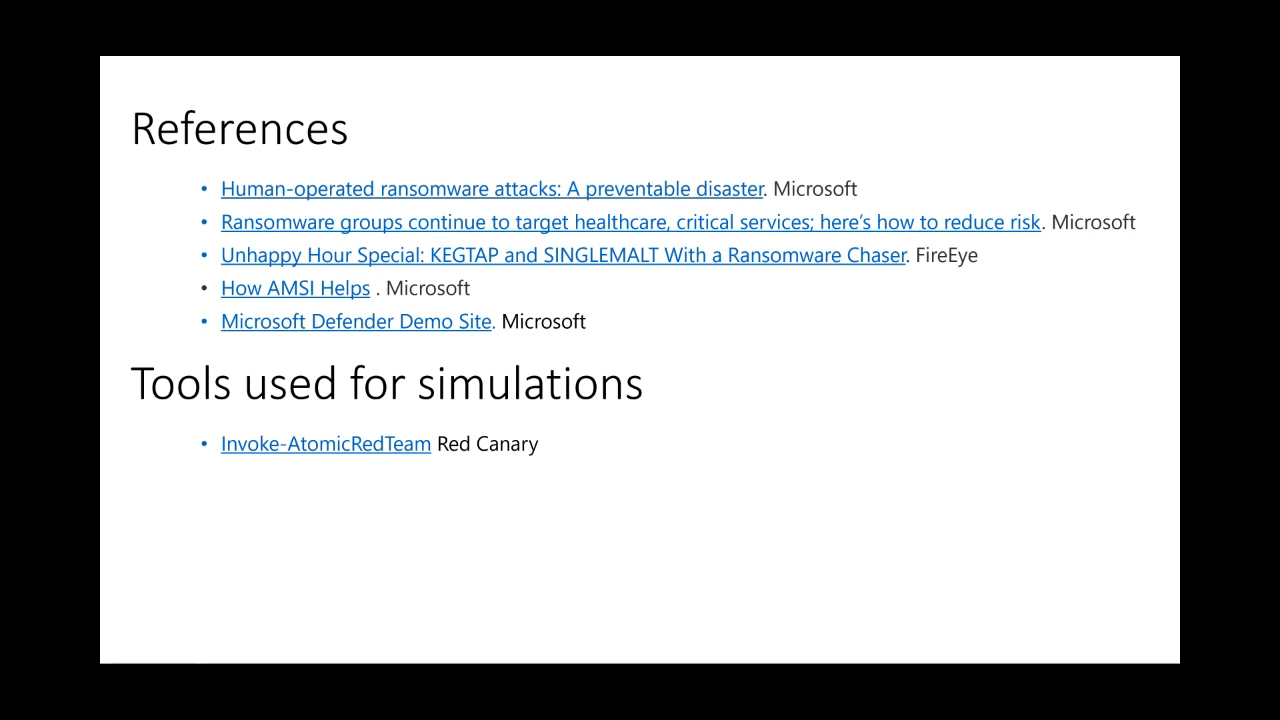 References
• Human-operated ransomware attacks: A preventable disaster. Microsoft
• Ransomware groups continue to target healthcare, critical services; here’s how to reduce risk. Microsoft
• Unhappy Hour Special: KEGTAP and SINGLEMALT With a Ransomware Chaser. FireEye
• How AMSI Helps . Microsoft
• Microsoft Defender Demo Site. Microsoft
Tools used for simulations
• Invoke-AtomicRedTeam Red Canary